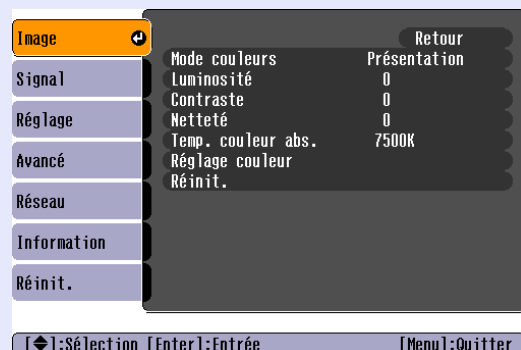 Image
Signal
Réglage
Avancé
Réseau
Information
Réinit.
Retour
Mode couleurs Présentation
Luminosité 0
Contraste 0
Netteté 0
Temp. couleur abs. 7500K
Réglage couleur
Réinit.
[◆]:Sélection [Enter]:Entrée [Menu]:Quitter